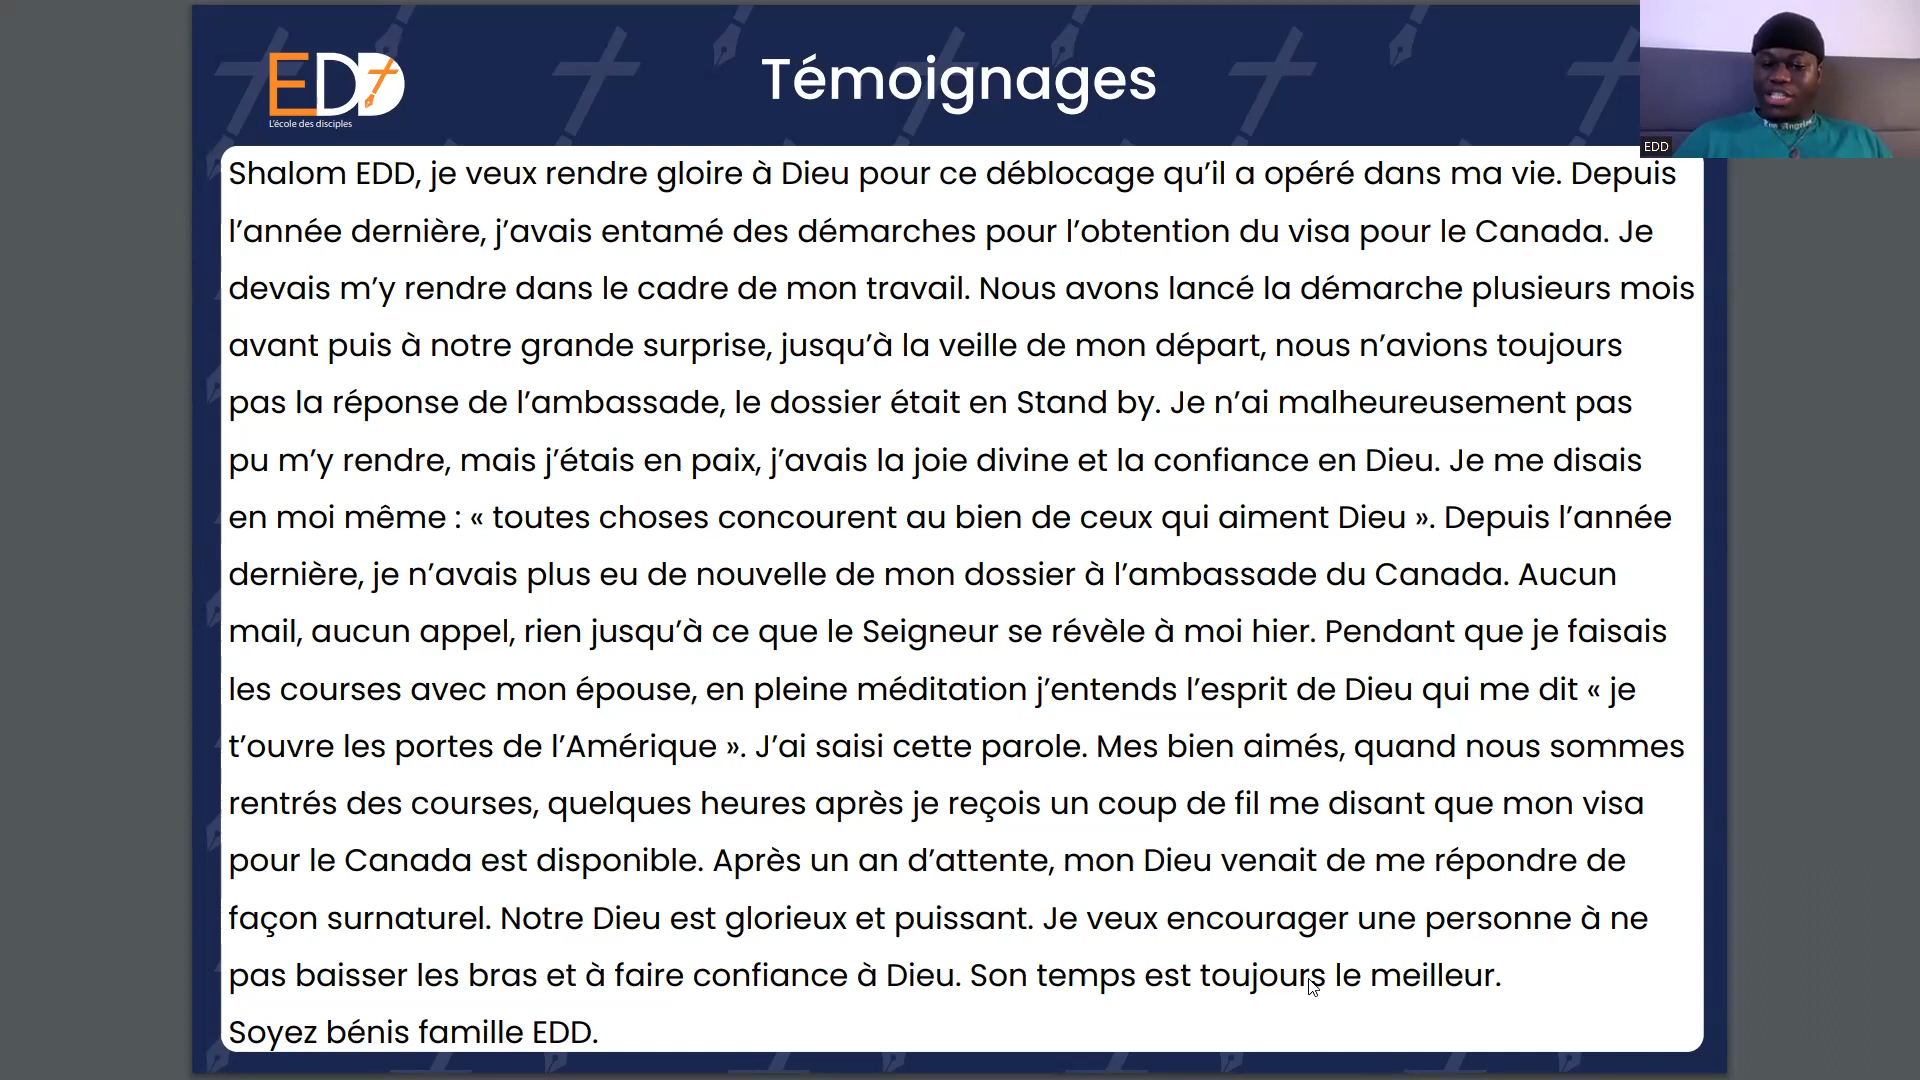 EDD
L'école des disciples
Témoignages
EDD
Shalom EDD, je veux rendre gloire à Dieu pour ce déblocage qu’il a opéré dans ma vie. Depuis
l’année dernière, j’avais entamé des démarches pour l’obtention du visa pour le Canada. Je
devais m’y rendre dans le cadre de mon travail. Nous avons lancé la démarche plusieurs mois
avant puis à notre grande surprise, jusqu’à la veille de mon départ, nous n’avions toujours
pas la réponse de l’ambassade, le dossier était en Stand by. Je n’ai malheureusement pas
pu m’y rendre, mais j’étais en paix, j’avais la joie divine et la confiance en Dieu. Je me disais
en moi même : « toutes choses concourent au bien de ceux qui aiment Dieu ». Depuis l’année
dernière, je n’avais plus eu de nouvelle de mon dossier à l’ambassade du Canada. Aucun
mail, aucun appel, rien jusqu’à ce que le Seigneur se révèle à moi hier. Pendant que je faisais
les courses avec mon épouse, en pleine méditation j’entends l’esprit de Dieu qui me dit « je
t’ouvre les portes de l’Amérique ». J’ai saisi cette parole. Mes bien aimés, quand nous sommes
rentrés des courses, quelques heures après je reçois un coup de fil me disant que mon visa
pour le Canada est disponible. Après un an d’attente, mon Dieu venait de me répondre de
façon surnaturel. Notre Dieu est glorieux et puissant. Je veux encourager une personne à ne
pas baisser les bras et à faire confiance à Dieu. Son temps est toujours le meilleur.
Soyez bénis famille EDD.